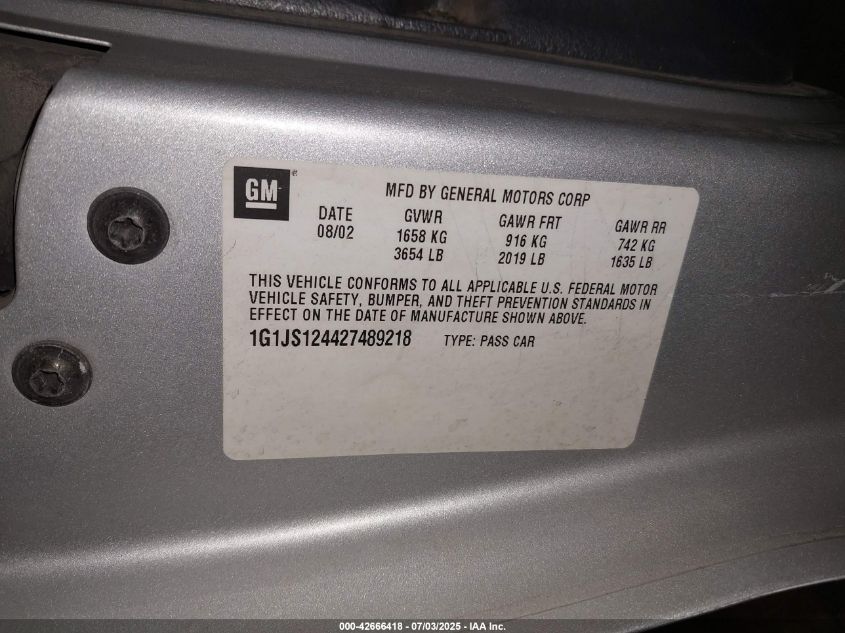 GM®
MFD BY GENERAL MOTORS CORP
DATE GVWR GAWR FRT GAWR RR
08/02 1658 KG 916 KG 742 KG
3654 LB 2019 LB 1635 LB
THIS VEHICLE CONFORMS TO ALL APPLICABLE U.S. FEDERAL MOTOR
VEHICLE SAFETY, BUMPER, AND THEFT PREVENTION STANDARDS IN
EFFECT ON THE DATE OF MANUFACTURE SHOWN ABOVE.
1G1JS124427489218 TYPE: PASS CAR
000-42666418 - 07/03/2025 - IAA Inc.